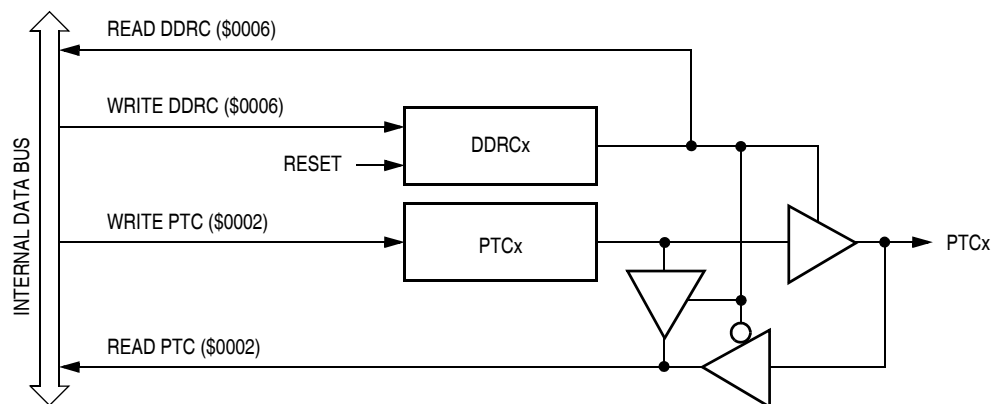 READ DDRC ($0006)
WRITE DDRC ($0006)
DDRCx
RESET
WRITE PTC ($0002)
PTCx
PTCx
READ PTC ($0002)
INTERNAL DATA BUS